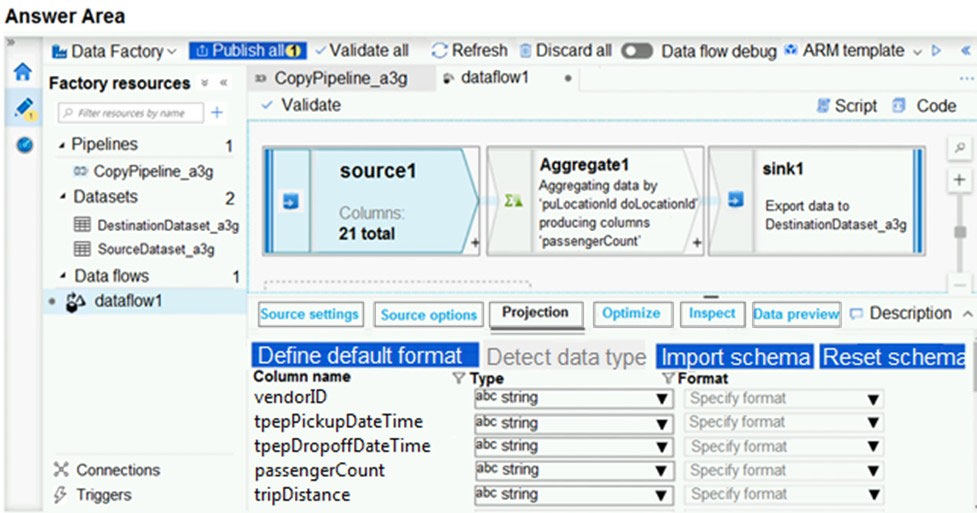 Answer Area
Data Factory Publish all 1 Validate all Refresh Discard all Data flow debug ARM template
Factory resources
CopyPipeline_a3g dataflow1
Filter resources by name
Validate Script Code
Pipelines 1
CopyPipeline_a3g
Datasets 2
DestinationDataset_a3g
SourceDataset_a3g
Data flows 1
dataflow1
source1
Columns:
21 total
Aggregate1
Aggregating data by
'puLocationId doLocationId'
producing columns
'passengerCount'
sink1
Export data to
DestinationDataset_a3g
Source settings Source options Projection Optimize Inspect Data preview Description
Define default format Detect data type Import schema Reset schema
Column name Type Format
vendorID abc string Specify format
tpepPickupDateTime abc string Specify format
tpepDropoffDateTime abc string Specify format
passengerCount abc string Specify format
tripDistance abc string Specify format
Connections
Triggers